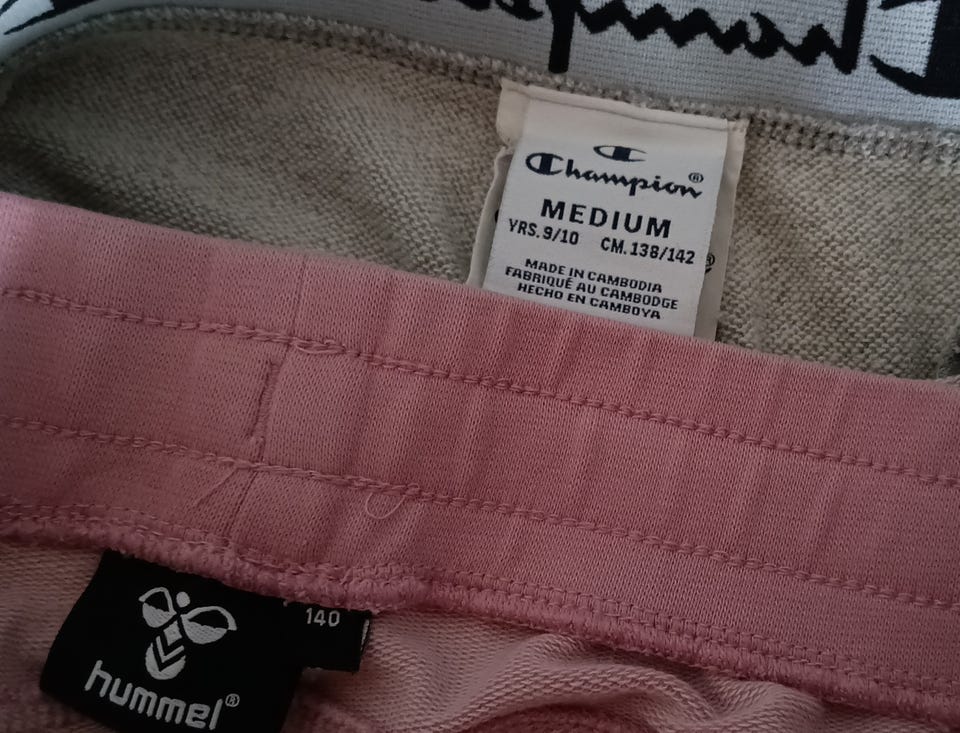 Champion
Champion®
MEDIUM
YRS. 9/10 CM. 138/142
MADE IN CAMBODIA
FABRIQUÉ AU CAMBODGE
HECHO EN CAMBOYA
140
hummel®